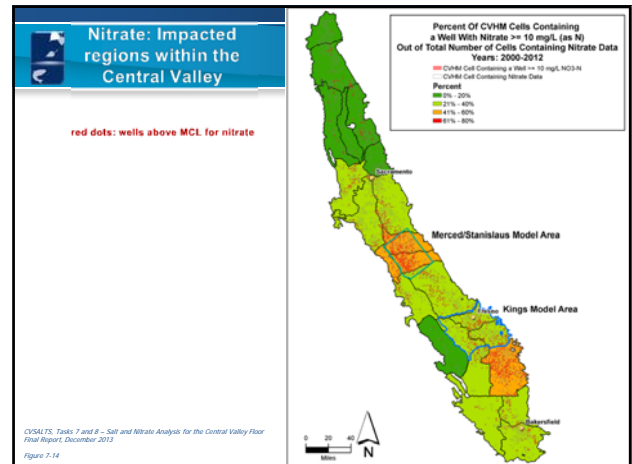 Nitrate: Impacted
regions within the
Central Valley
red dots: wells above MCL for nitrate
CVSALTS, Tasks 7 and 8 – Salt and Nitrate Analysis for the Central Valley Floor
Final Report, December 2013
Figure 7-14
Percent Of CVHM Cells Containing
a Well With Nitrate >= 10 mg/L (as N)
Out of Total Number of Cells Containing Nitrate Data
Years: 2000-2012
CVHM Cell Containing a Well >= 10 mg/L NO3-N
CVHM Cell Containing Nitrate Data
Percent
0% - 20%
21% - 40%
41% - 60%
61% - 80%
Sacramento
Merced/Stanislaus Model Area
Fresno
Kings Model Area
Bakersfield
0 20 40
Miles
N